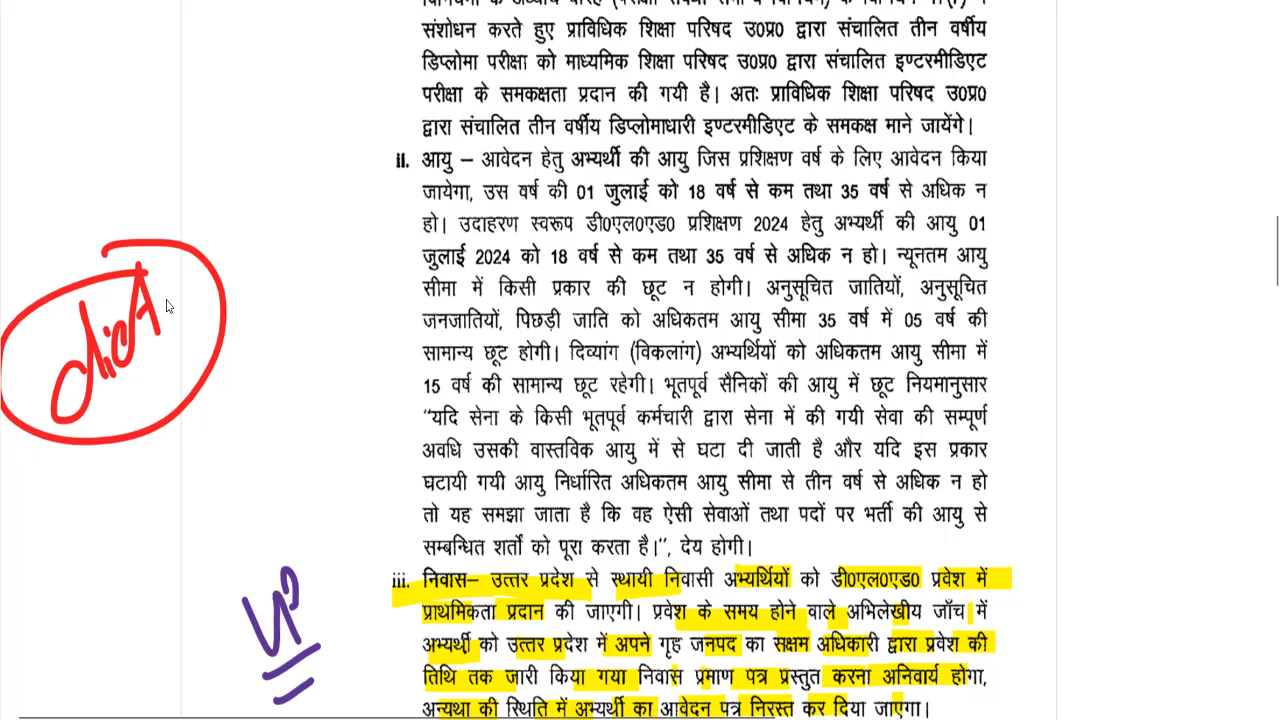 संशोधन करते हुए प्राविधिक शिक्षा परिषद उ0प्र0 द्वारा संचालित तीन वर्षीय
डिप्लोमा परीक्षा को माध्यमिक शिक्षा परिषद उ0प्र0 द्वारा संचालित इण्टरमीडिएट
परीक्षा के समकक्षता प्रदान की गयी है। अतः प्राविधिक शिक्षा परिषद उ0प्र0
द्वारा संचालित तीन वर्षीय डिप्लोमाधारी इण्टरमीडिएट के समकक्ष माने जायेंगे।
ii. आयु – आवेदन हेतु अभ्यर्थी की आयु जिस प्रशिक्षण वर्ष के लिए आवेदन किया
जायेगा, उस वर्ष की 01 जुलाई को 18 वर्ष से कम तथा 35 वर्ष से अधिक न
हो। उदाहरण स्वरूप डी0एल0एड0 प्रशिक्षण 2024 हेतु अभ्यर्थी की आयु 01
जुलाई 2024 को 18 वर्ष से कम तथा 35 वर्ष से अधिक न हो। न्यूनतम आयु
सीमा में किसी प्रकार की छूट न होगी। अनुसूचित जातियों, अनुसूचित
जनजातियों, पिछड़ी जाति को अधिकतम आयु सीमा 35 वर्ष में 05 वर्ष की
सामान्य छूट होगी। दिव्यांग (विकलांग) अभ्यर्थियों को अधिकतम आयु सीमा में
15 वर्ष की सामान्य छूट रहेगी। भूतपूर्व सैनिकों की आयु में छूट नियमानुसार
“यदि सेना के किसी भूतपूर्व कर्मचारी द्वारा सेना में की गयी सेवा की सम्पूर्ण
अवधि उसकी वास्तविक आयु में से घटा दी जाती है और यदि इस प्रकार
घटायी गयी आयु निर्धारित अधिकतम आयु सीमा से तीन वर्ष से अधिक न हो
तो यह समझा जाता है कि वह ऐसी सेवाओं तथा पदों पर भर्ती की आयु से
सम्बन्धित शर्तों को पूरा करता है।”, देय होगी।
iii. निवास– उत्तर प्रदेश से स्थायी निवासी अभ्यर्थियों को डी0एल0एड0 प्रवेश में
प्राथमिकता प्रदान की जाएगी। प्रवेश के समय होने वाले अभिलेखीय जाँच में
अभ्यर्थी को उत्तर प्रदेश में अपने गृह जनपद का सक्षम अधिकारी द्वारा प्रवेश की
तिथि तक जारी किया गया निवास प्रमाण पत्र प्रस्तुत करना अनिवार्य होगा,
अन्यथा की स्थिति में अभ्यर्थी का आवेदन पत्र निरस्त कर दिया जाएगा।